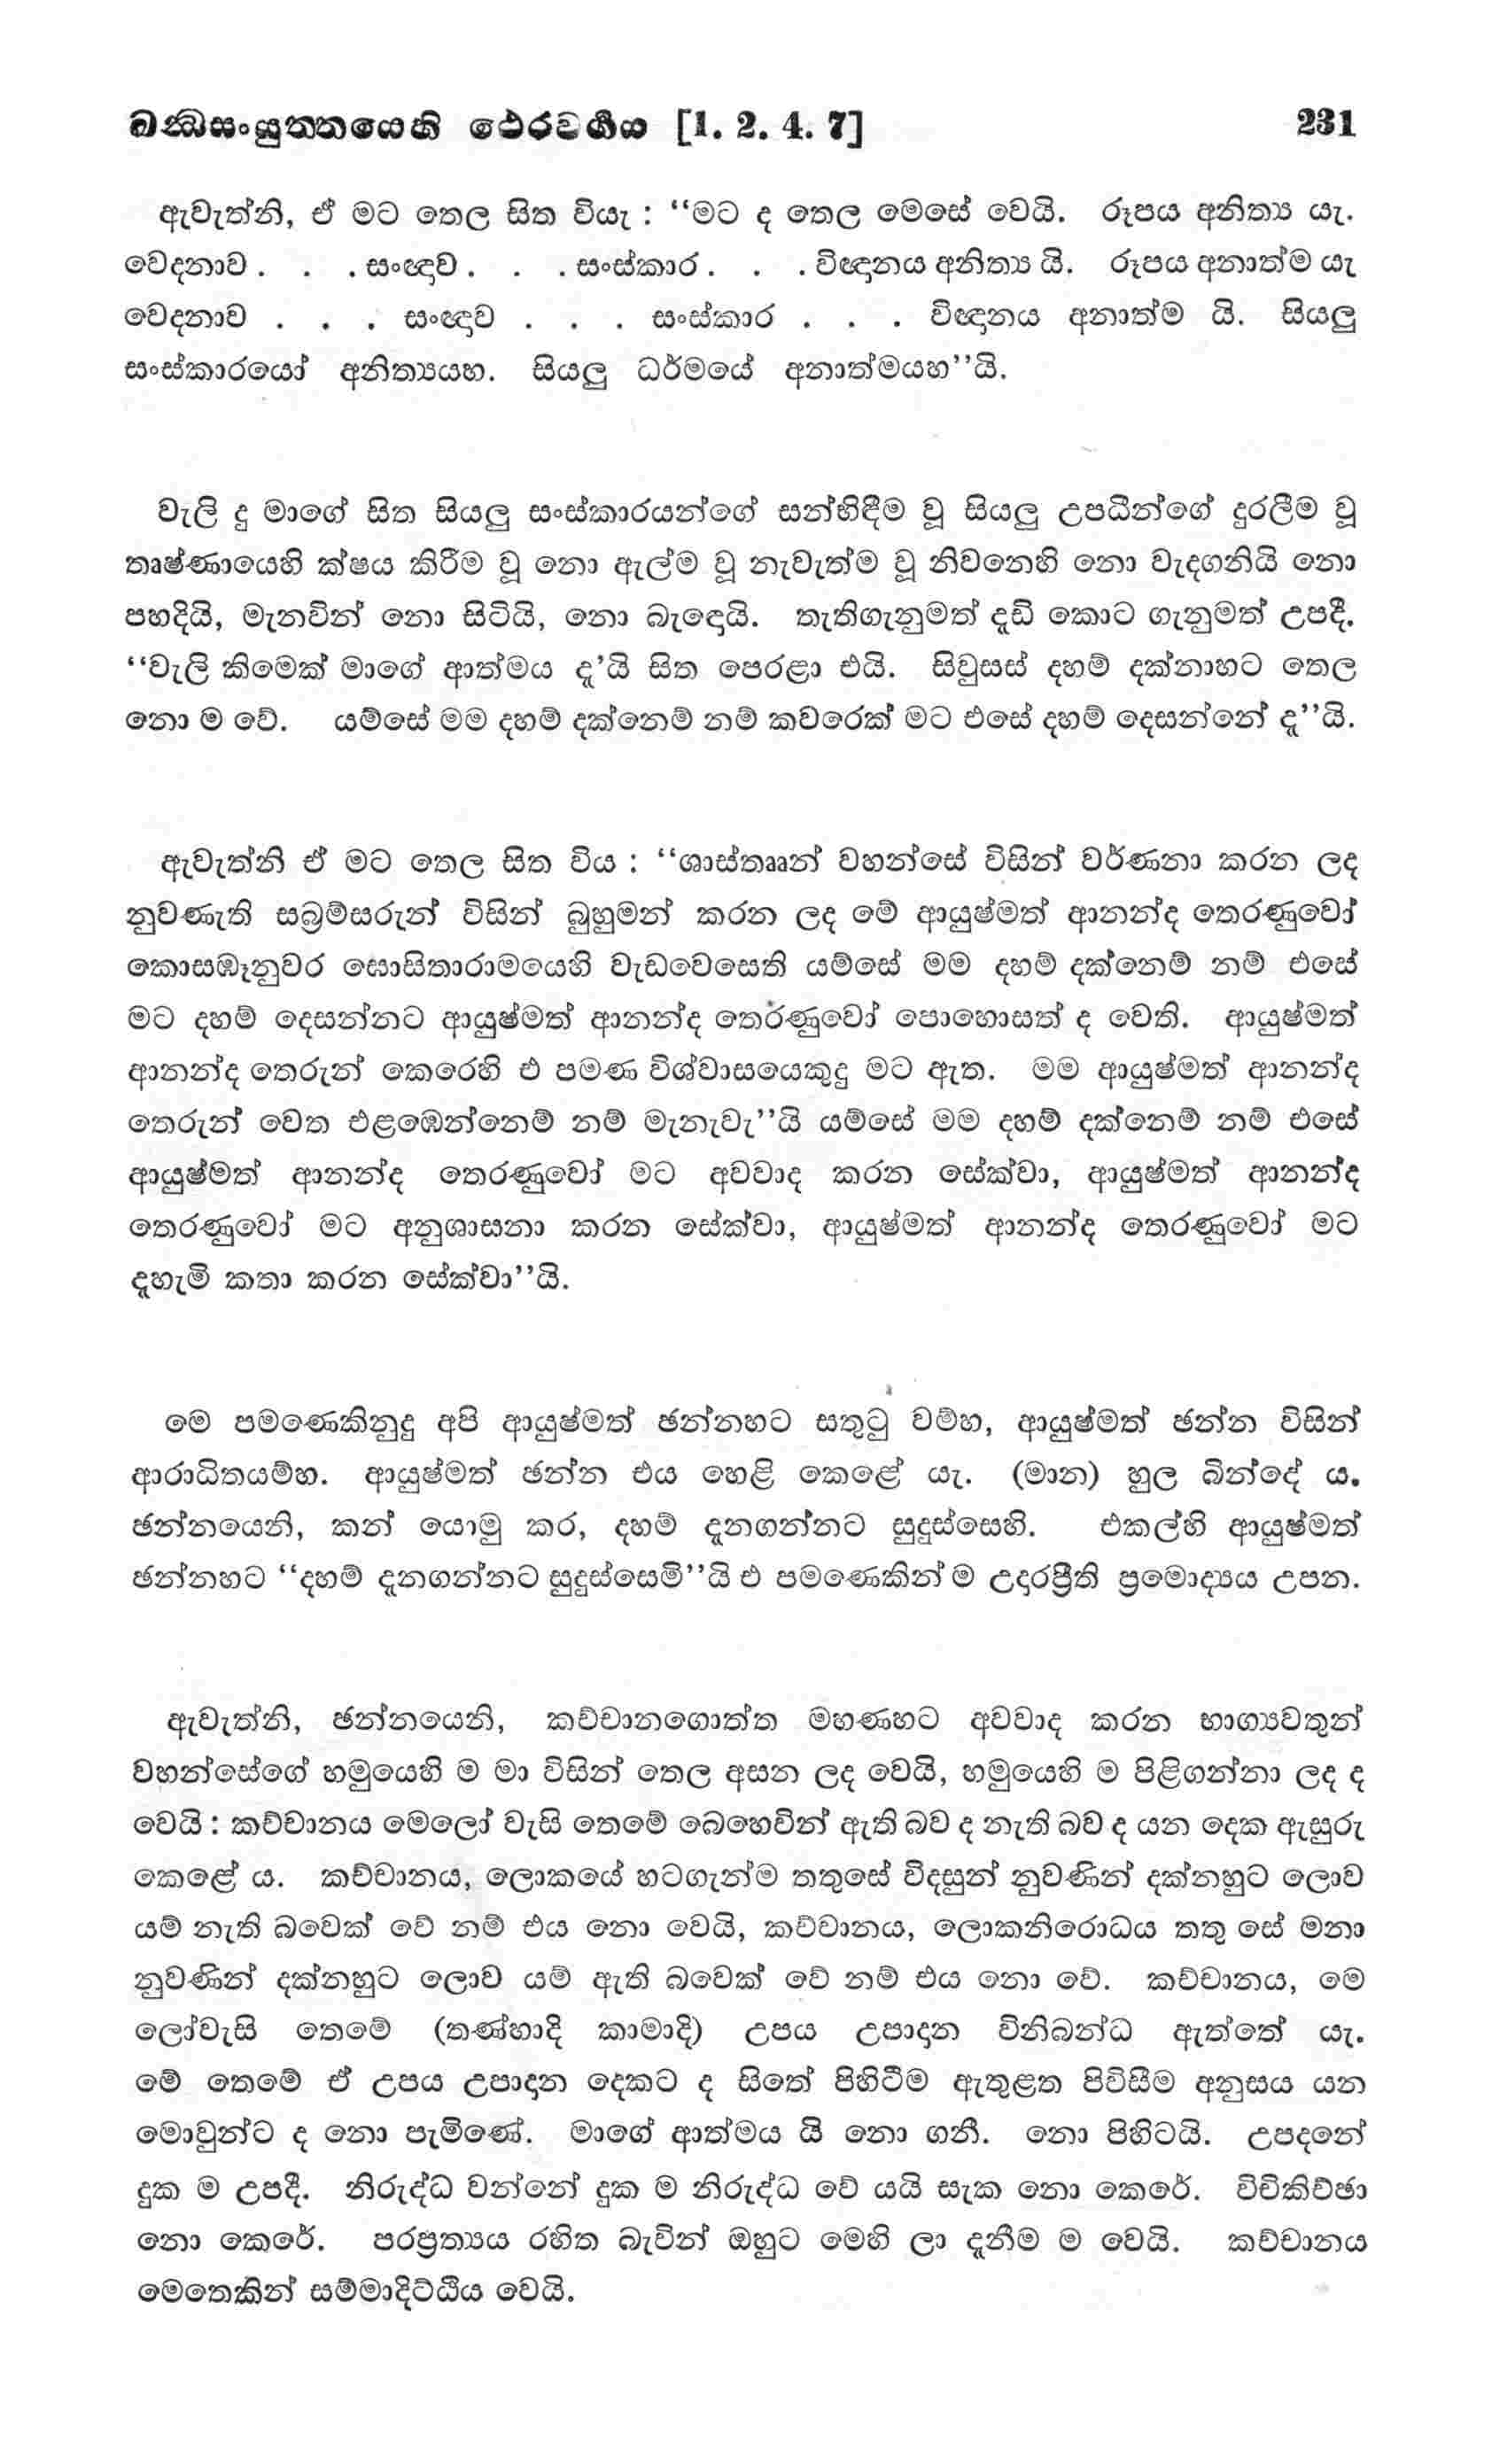 ඛන්ධසංයුත්තයෙහි ථෙරවර්ගය [1. 2. 4. 7] 231
ඇවැත්නි, ඒ මට තෙල සිත වියැ : “මට ද තෙල මෙසේ වෙයි. රූපය අනිත්‍ය යැ.
වෙදනාව. . . සංඥාව. . . සංස්කාර. . . විඥානය අනිත්‍ය යි. රූපය අනාත්ම යැ
වෙදනාව . . . සංඥාව . . . සංස්කාර . . . විඥානය අනාත්ම යි. සියලු
සංස්කාරයෝ අනිත්‍යයහ. සියලු ධර්මයේ අනාත්මයහ’’යි.
වැලි දු මාගේ සිත සියලු සංස්කාරයන්ගේ සන්හිඳීම වූ සියලු උපධීන්ගේ දුරලීම වූ
තෘෂ්ණායෙහි ක්ෂය කිරීම වූ නො ඇල්ම වූ නැවැත්ම වූ නිවනෙහි නො වැදගනියි නො
පහදියි, මැනවින් නො සිටියි, නො බැඳෙයි. තැතිගැනුමත් දැඩි කොට ගැනුමත් උපදී.
“වැලි කිමෙක් මාගේ ආත්මය දැ’යි සිත පෙරළා එයි. සිවුසස් දහම් දක්නාහට තෙල
නො ම වේ. යම්සේ මම දහම් දක්නෙම් නම් කවරෙක් මට එසේ දහම් දෙසන්නේ දැ’’යි.
ඇවැත්නි ඒ මට තෙල සිත විය : “ශාස්තෲන් වහන්සේ විසින් වර්ණනා කරන ලද
නුවණැති සබ්‍රම්සරුන් විසින් බුහුමන් කරන ලද මේ ආයුෂ්මත් ආනන්ද තෙරණුවෝ
කොසඹෑනුවර ඝොසිතාරාමයෙහි වැඩවෙසෙති යම්සේ මම දහම් දක්නෙම් නම් එසේ
මට දහම් දෙසන්නට ආයුෂ්මත් ආනන්ද තෙරණුවෝ පොහොසත් ද වෙති. ආයුෂ්මත්
ආනන්ද තෙරුන් කෙරෙහි එ පමණ විශ්වාසයෙකුදු මට ඇත. මම ආයුෂ්මත් ආනන්ද
තෙරුන් වෙත එළඹෙන්නෙම් නම් මැනැවැ’’යි යම්සේ මම දහම් දක්නෙම් නම් එසේ
ආයුෂ්මත් ආනන්ද තෙරණුවෝ මට අවවාද කරන සේක්වා, ආයුෂ්මත් ආනන්ද
තෙරණුවෝ මට අනුශාසනා කරන සේක්වා, ආයුෂ්මත් ආනන්ද තෙරණුවෝ මට
දැහැමි කතා කරන සේක්වා’’යි.
මෙ පමණෙකිනුදු අපි ආයුෂ්මත් ඡන්නහට සතුටු වම්හ, ආයුෂ්මත් ඡන්න විසින්
ආරාධිතයම්හ. ආයුෂ්මත් ඡන්න එය හෙළි කෙළේ යැ. (මාන) හුල බින්දේ ය.
ඡන්නයෙනි, කන් යොමු කර, දහම් දැනගන්නට සුදුස්සෙහි. එකල්හි ආයුෂ්මත්
ඡන්නහට “දහම් දැනගන්නට සුදුස්සෙමි’’යි එ පමණෙකින් ම උදාරප්‍රීති ප්‍රමොද්‍යය උපන.
ඇවැත්නි, ඡන්නයෙනි, කච්චානගොත්ත මහණහට අවවාද කරන භාග්‍යවතුන්
වහන්සේගේ හමුයෙහි ම මා විසින් තෙල අසන ලද වෙයි, හමුයෙහි ම පිළිගන්නා ලද ද
වෙයි : කච්චානය මෙලෝ වැසි තෙමේ බෙහෙවින් ඇති බව ද නැති බව ද යන දෙක ඇසුරු
කෙළේ ය. කච්චානය, ලොකයේ හටගැන්ම තතුසේ විදසුන් නුවණින් දක්නහුට ලොව
යම් නැති බවෙක් වේ නම් එය නො වෙයි, කච්චානය, ලොකනිරොධය තතු සේ මනා
නුවණින් දක්නහුට ලොව යම් ඇති බවෙක් වේ නම් එය නො වේ. කච්චානය, මෙ
ලෝවැසි තෙමේ (තණ්හාදි කාමාදි) උපය උපාදාන විනිබන්ධ ඇත්තේ යැ.
මේ තෙමේ ඒ උපය උපාදාන දෙකට ද සිතේ පිහිටීම ඇතුළත පිවිසීම අනුසය යන
මොවුන්ට ද නො පැමිණේ. මාගේ ආත්මය යි නො ගනී. නො පිහිටයි. උපදනේ
දුක ම උපදී. නිරුද්ධ වන්නේ දුක ම නිරුද්ධ වේ යයි සැක නො කෙරේ. විචිකිච්ඡා
නො කෙරේ. පරප්‍රත්‍යය රහිත බැවින් ඔහුට මෙහි ලා දැනීම ම වෙයි. කච්චානය
මෙතෙකින් සම්මාදිට්ඨිය වෙයි.